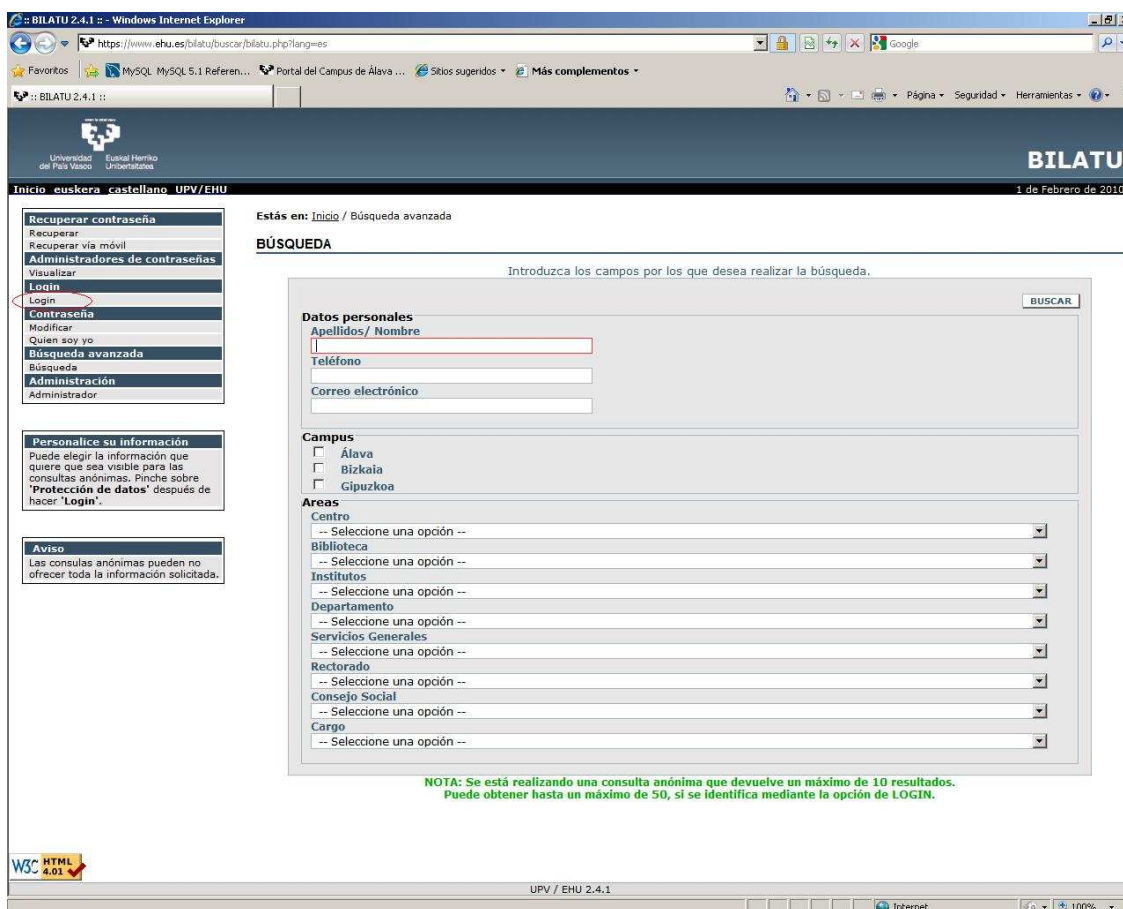 :: BILATU 2.4.1 :: - Windows Internet Explorer
https://www.ehu.es/bilatu/buscar/bilatu.php?lang=es
Google
Favoritos MySQL MySQL 5.1 Referen... Portal del Campus de Álava ... Sitios sugeridos Más complementos
:: BILATU 2.4.1 ::
Página Seguridad Herramientas
Universidad del País Vasco
Euskal Herriko Unibertsitatea
BILATU
Inicio euskera castellano UPV/EHU
1 de Febrero de 2010
Recuperar contraseña
Recuperar
Recuperar vía móvil
Administradores de contraseñas
Visualizar
Login
Login
Contraseña
Modificar
Quien soy yo
Búsqueda avanzada
Búsqueda
Administración
Administrador
Personalice su información
Puede elegir la información que
quiere que sea visible para las
consultas anónimas. Pinche sobre
'Protección de datos' después de
hacer 'Login'.
Aviso
Las consulas anónimas pueden no
ofrecer toda la información solicitada.
Estás en: Inicio / Búsqueda avanzada
BÚSQUEDA
Introduzca los campos por los que desea realizar la búsqueda.
BUSCAR
Datos personales
Apellidos/ Nombre
Teléfono
Correo electrónico
Campus
Álava
Bizkaia
Gipuzkoa
Areas
Centro
-- Seleccione una opción --
Biblioteca
-- Seleccione una opción --
Institutos
-- Seleccione una opción --
Departamento
-- Seleccione una opción --
Servicios Generales
-- Seleccione una opción --
Rectorado
-- Seleccione una opción --
Consejo Social
-- Seleccione una opción --
Cargo
-- Seleccione una opción --
NOTA: Se está realizando una consulta anónima que devuelve un máximo de 10 resultados.
Puede obtener hasta un máximo de 50, si se identifica mediante la opción de LOGIN.
W3C HTML 4.01
UPV / EHU 2.4.1
Internet
100%